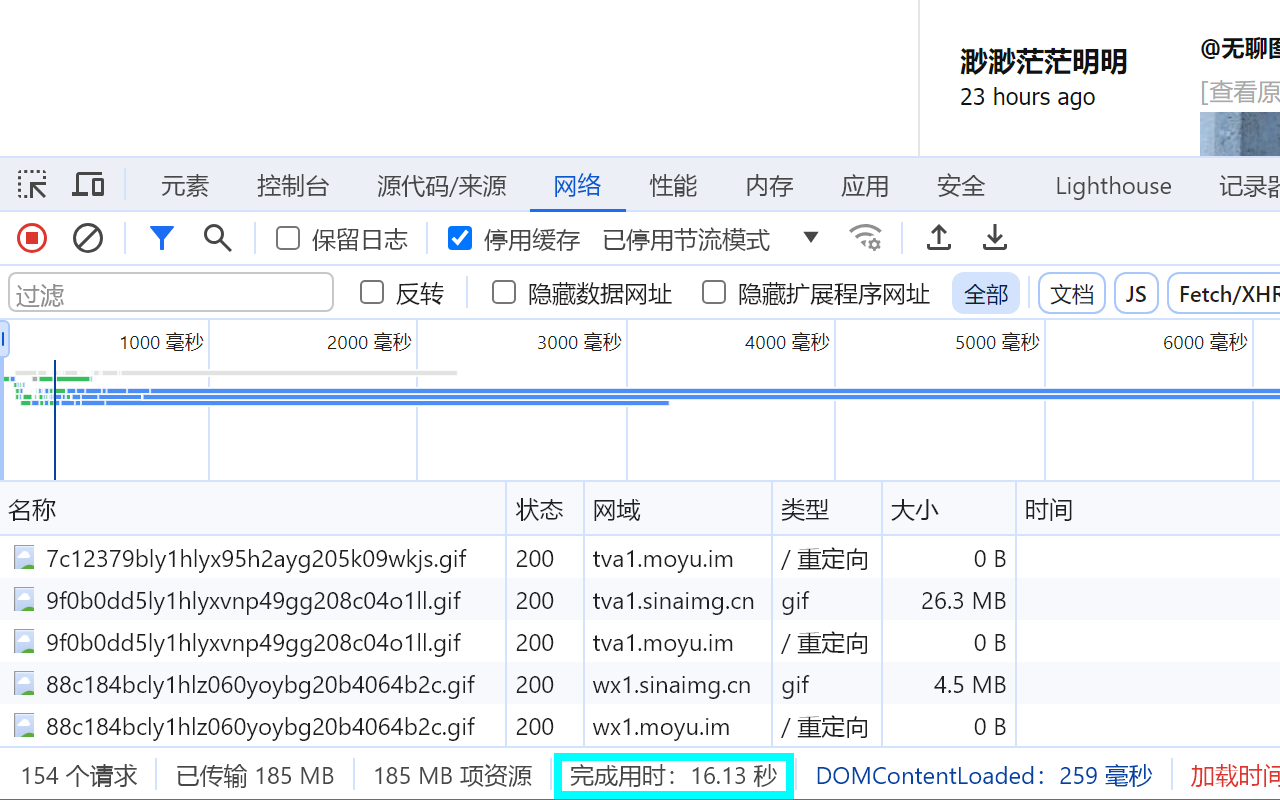 渺渺茫茫明明
23 hours ago
@无聊图
[查看原
元素 控制台 源代码/来源 网络 性能 内存 应用 安全 Lighthouse 记录器
保留日志 停用缓存 已停用节流模式
过滤 反转 隐藏数据网址 隐藏扩展程序网址 全部 文档 JS Fetch/XHR
1000 毫秒 2000 毫秒 3000 毫秒 4000 毫秒 5000 毫秒 6000 毫秒
名称 状态 网域 类型 大小 时间
7c12379bly1hlyx95h2ayg205k09wkjs.gif 200 tva1.moyu.im / 重定向 0 B
9f0b0dd5ly1hlyxvnp49gg208c04o1ll.gif 200 tva1.sinaimg.cn gif 26.3 MB
9f0b0dd5ly1hlyxvnp49gg208c04o1ll.gif 200 tva1.moyu.im / 重定向 0 B
88c184bcly1hlz060yoybg20b4064b2c.gif 200 wx1.sinaimg.cn gif 4.5 MB
88c184bcly1hlz060yoybg20b4064b2c.gif 200 wx1.moyu.im / 重定向 0 B
154 个请求 已传输 185 MB 185 MB 项资源 完成用时：16.13 秒 DOMContentLoaded：259 毫秒 加载时间